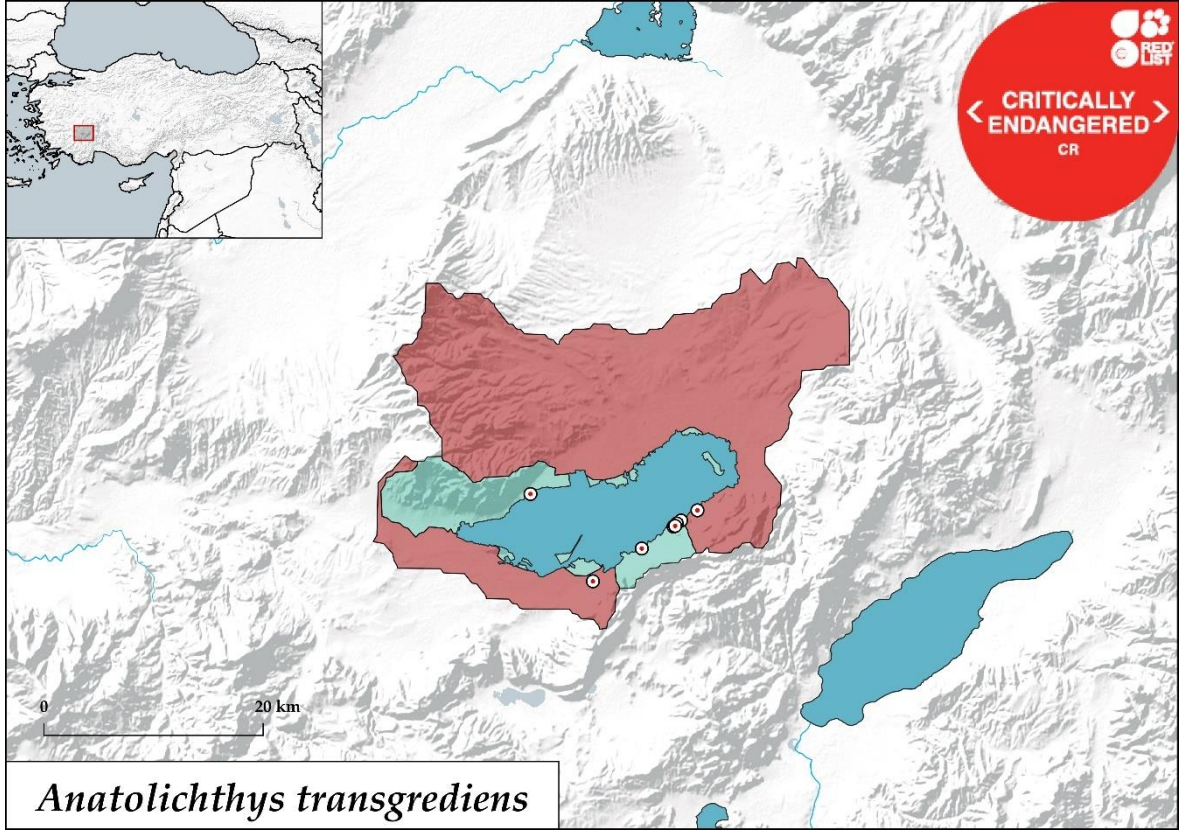 RED
LIST
CRITICALLY
ENDANGERED
CR
0 20 km
Anatolichthys transgrediens